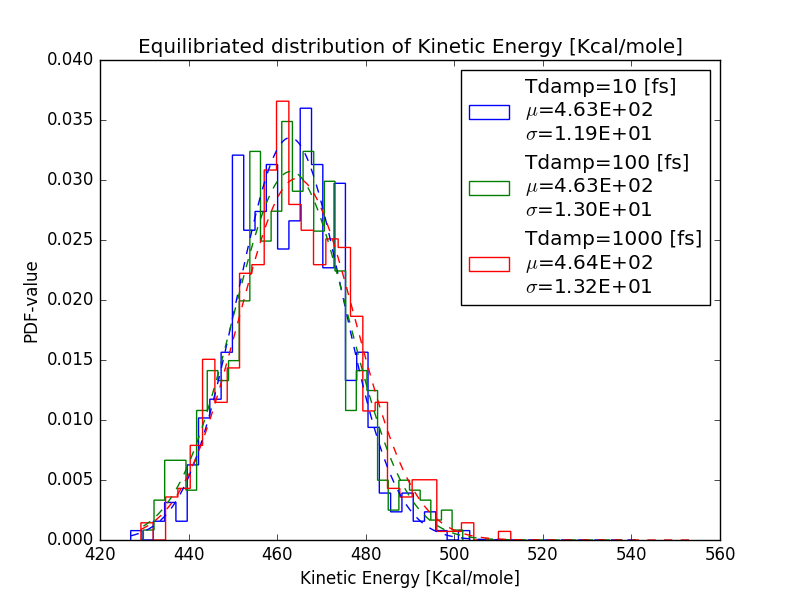 Equilibriated distribution of Kinetic Energy [Kcal/mole]
0.040
0.035
0.030
0.025
0.020
0.015
0.010
0.005
0.000
PDF-value
Tdamp=10 [fs]
μ=4.63E+02
σ=1.19E+01
Tdamp=100 [fs]
μ=4.63E+02
σ=1.30E+01
Tdamp=1000 [fs]
μ=4.64E+02
σ=1.32E+01
420 440 460 480 500 520 540 560
Kinetic Energy [Kcal/mole]